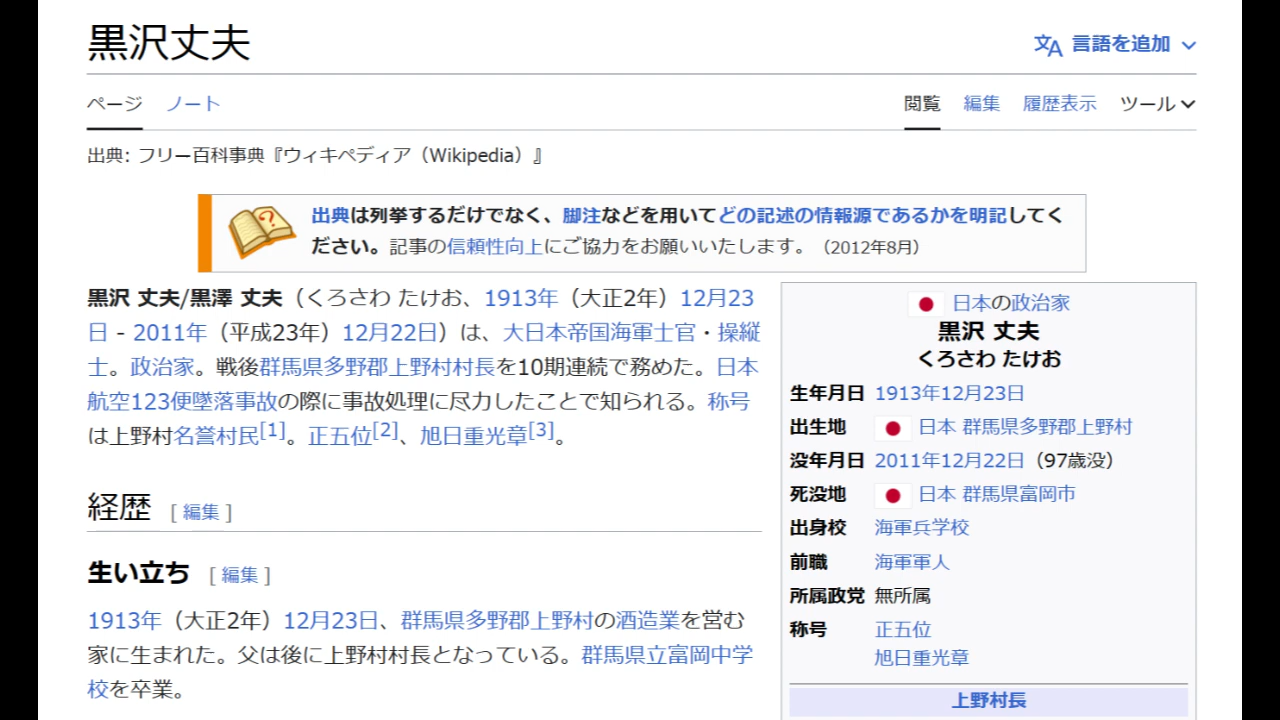 黒沢丈夫
言語を追加
ページ ノート
閲覧 編集 履歴表示 ツール
出典: フリー百科事典『ウィキペディア（Wikipedia）』
出典は列挙するだけでなく、脚注などを用いてどの記述の情報源であるかを明記してく
ださい。記事の信頼性向上にご協力をお願いいたします。（2012年8月）
黒沢 丈夫/黒澤 丈夫（くろさわ たけお、1913年（大正2年）12月23
日 - 2011年（平成23年）12月22日）は、大日本帝国海軍士官・操縦
士。政治家。戦後群馬県多野郡上野村村長を10期連続で務めた。日本
航空123便墜落事故の際に事故処理に尽力したことで知られる。称号
は上野村名誉村民[1]。正五位[2]、旭日重光章[3]。
経歴 [ 編集 ]
生い立ち [ 編集 ]
1913年（大正2年）12月23日、群馬県多野郡上野村の酒造業を営む
家に生まれた。父は後に上野村村長となっている。群馬県立富岡中学
校を卒業。
日本の政治家
黒沢 丈夫
くろさわ たけお
生年月日 1913年12月23日
出生地 日本 群馬県多野郡上野村
没年月日 2011年12月22日（97歳没）
死没地 日本 群馬県富岡市
出身校 海軍兵学校
前職 海軍軍人
所属政党 無所属
称号 正五位
旭日重光章
上野村長